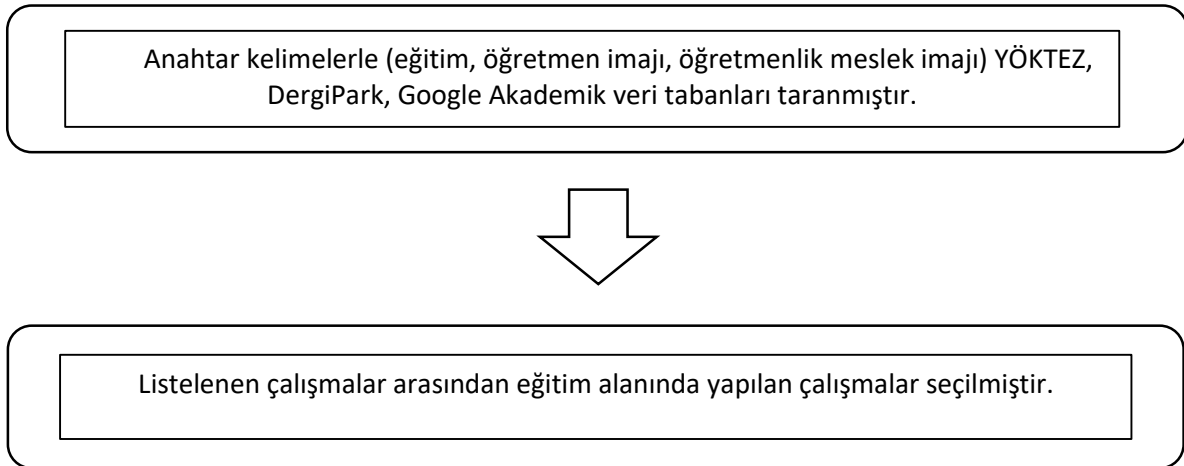 Anahtar kelimelerle (eğitim, öğretmen imajı, öğretmenlik meslek imajı) YÖKTEZ,
DergiPark, Google Akademik veri tabanları taranmıştır.
Listelenen çalışmalar arasından eğitim alanında yapılan çalışmalar seçilmiştir.